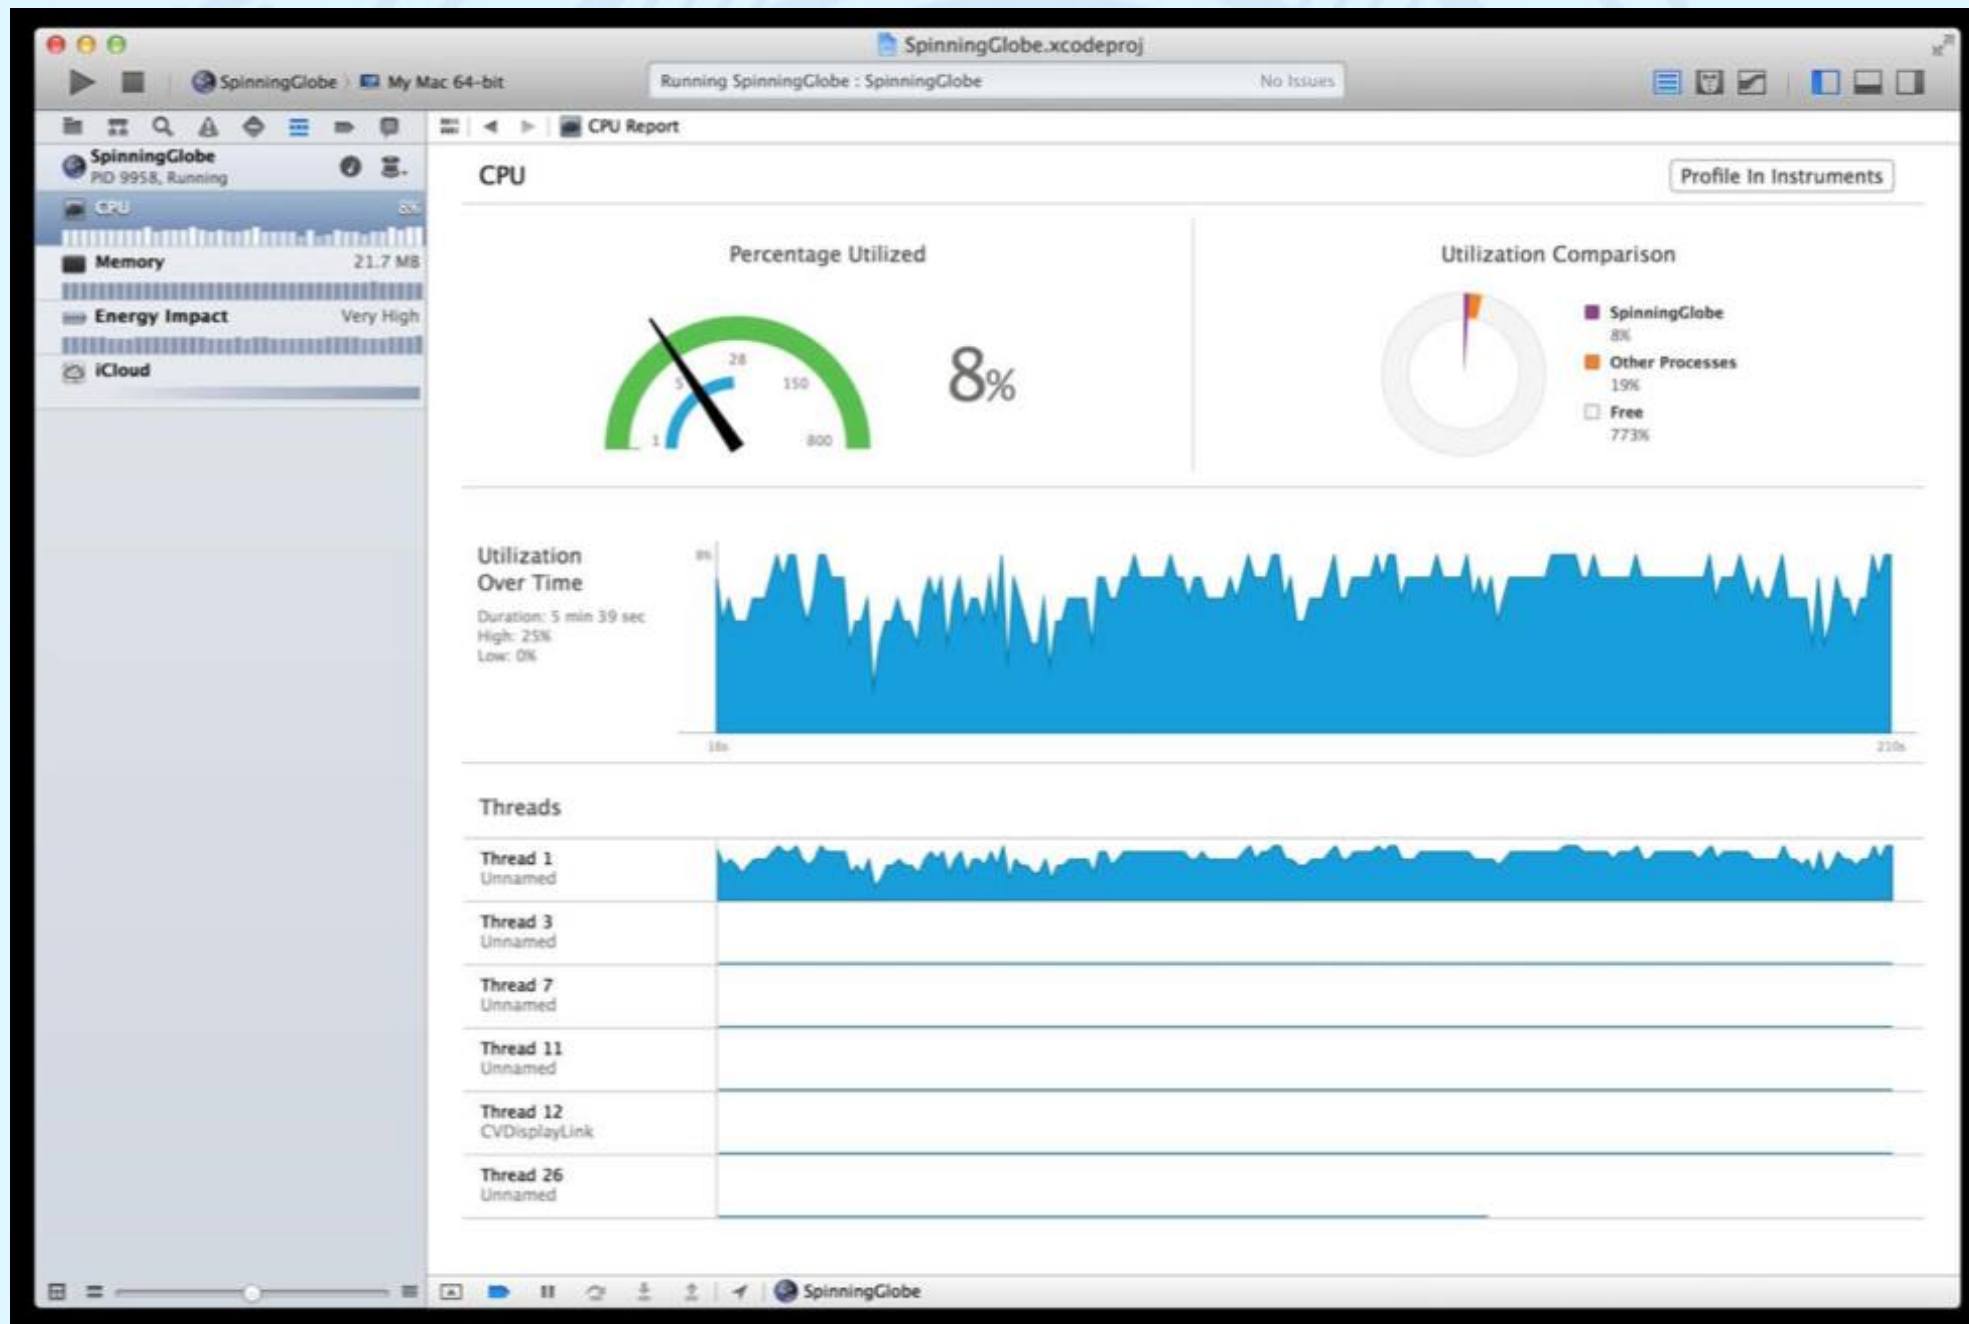 SpinningGlobe.xcodeproj
SpinningGlobe
My Mac 64-bit
Running SpinningGlobe : SpinningGlobe
No Issues
CPU Report
SpinningGlobe
PID 9958, Running
CPU
8%
Memory
21.7 MB
Energy Impact
Very High
iCloud
CPU
Profile In Instruments
Percentage Utilized
1
5
28
150
800
8%
Utilization Comparison
SpinningGlobe
8%
Other Processes
19%
Free
773%
Utilization
Over Time
Duration: 5 min 39 sec
High: 25%
Low: 0%
8%
18s
210s
Threads
Thread 1
Unnamed
Thread 3
Unnamed
Thread 7
Unnamed
Thread 11
Unnamed
Thread 12
CVDisplayLink
Thread 26
Unnamed
SpinningGlobe